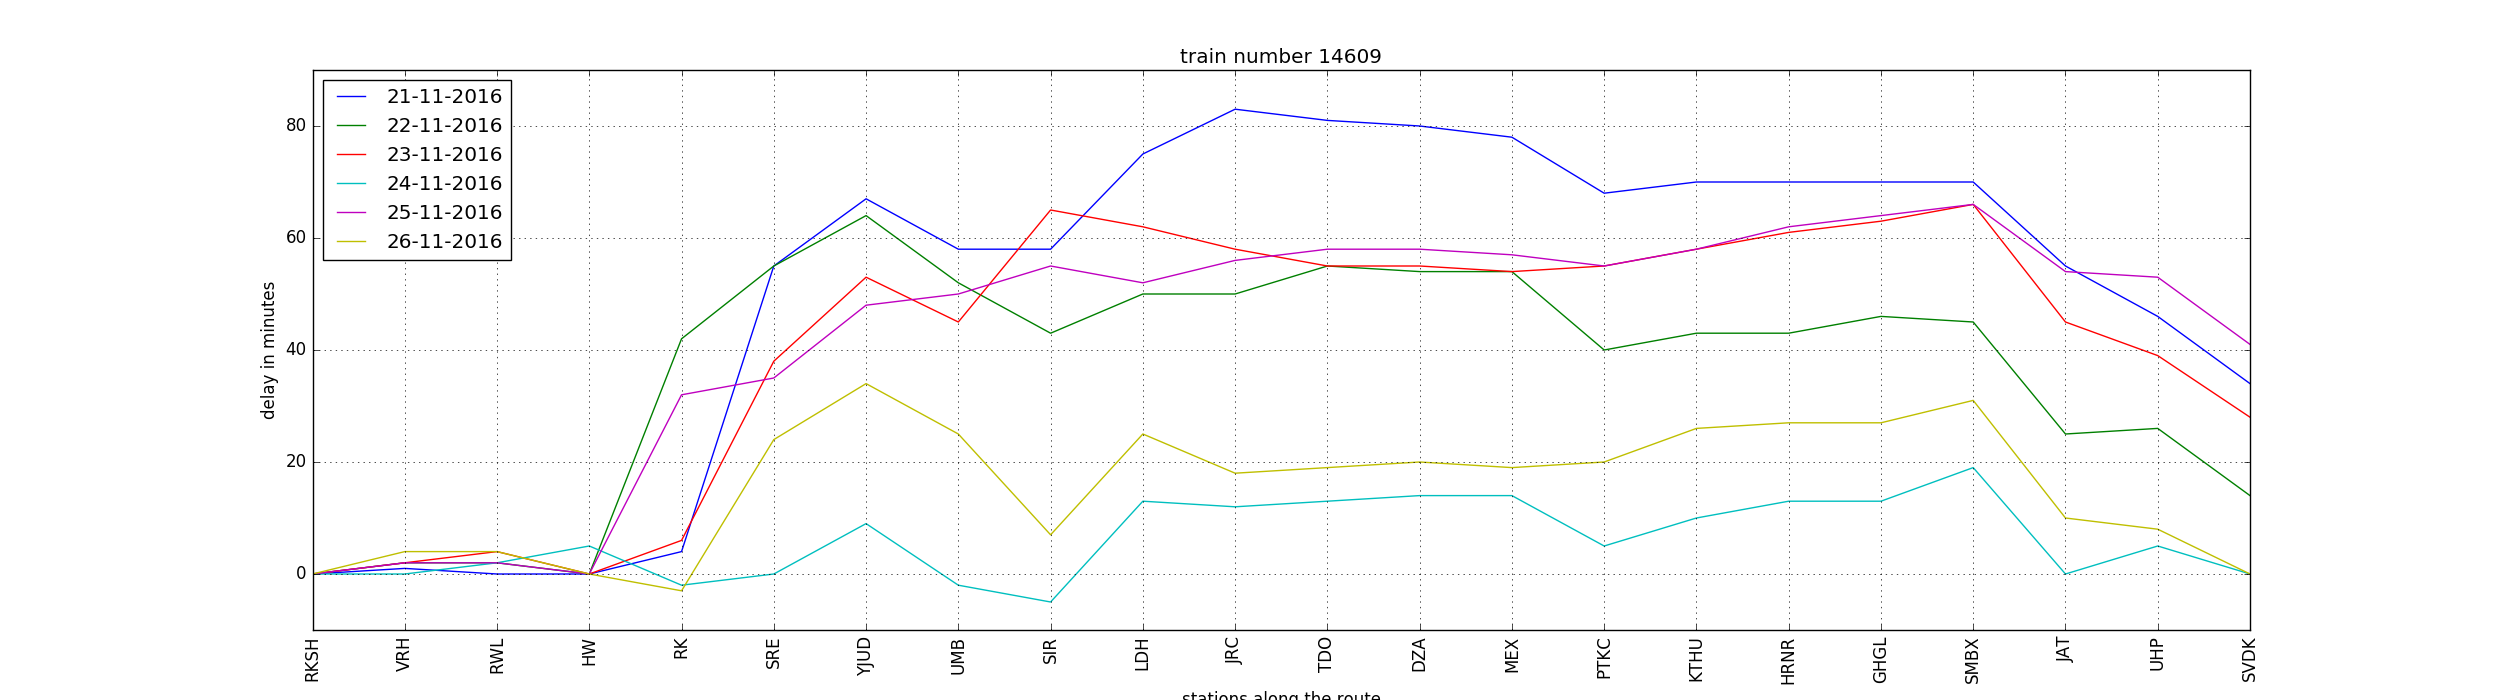 train number 14609
21-11-2016
22-11-2016
23-11-2016
24-11-2016
25-11-2016
26-11-2016
80
60
40
20
0
delay in minutes
RKSH VRH RWL HW RK SRE YJUD UMB SIR LDH JRC TDO DZA MEX PTKC KTHU HRNR GHGL SMBX JAT UHP SVDK
stations along the route